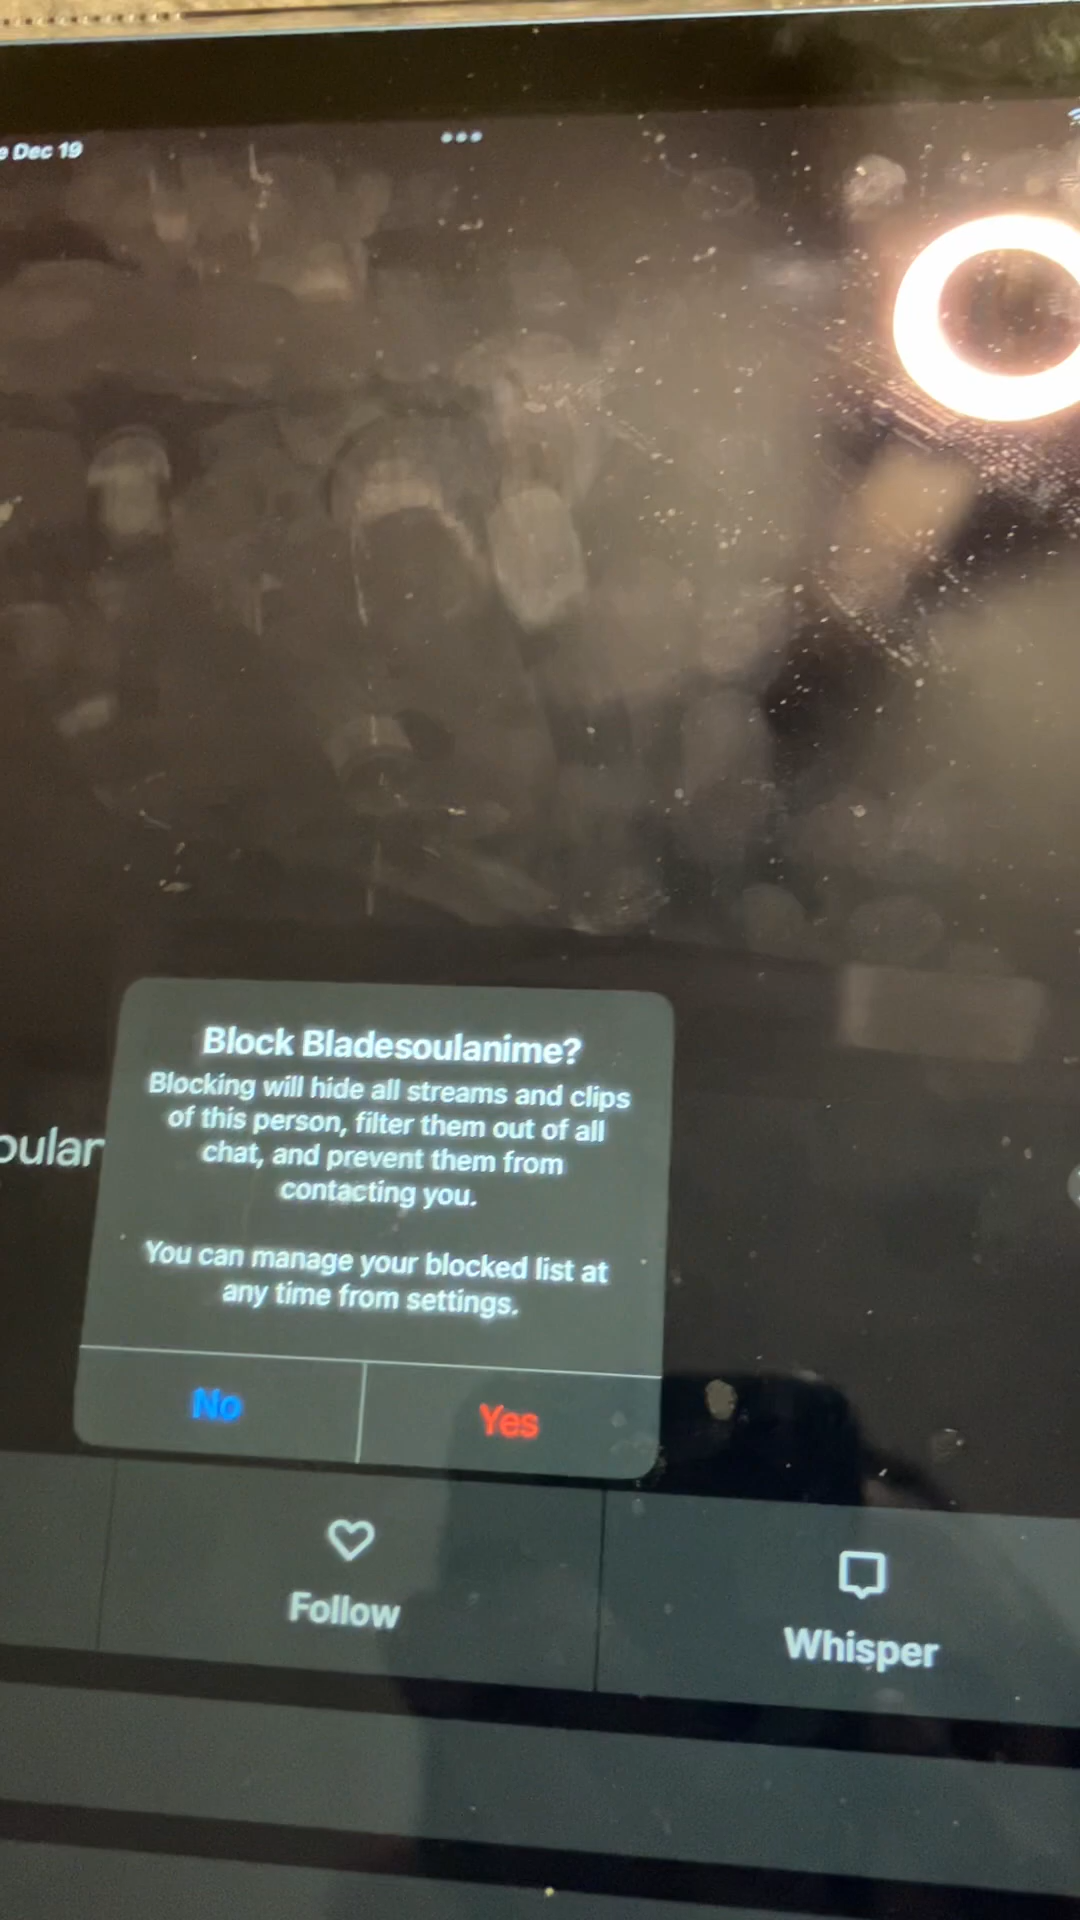 Dec 19
Block Bladesoulanime?
Blocking will hide all streams and clips
of this person, filter them out of all
chat, and prevent them from
contacting you.
You can manage your blocked list at
any time from settings.
No
Yes
Follow
Whisper